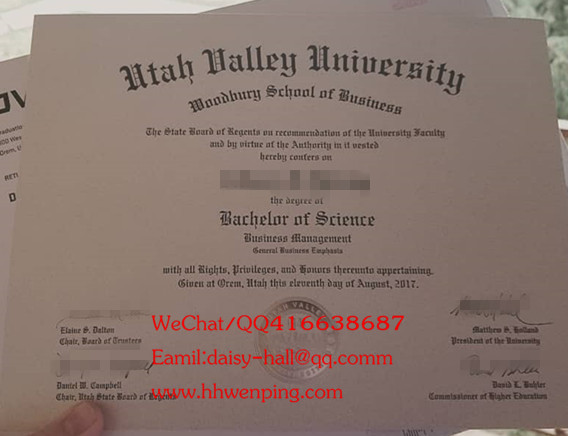 OV
Utah Valley University
Woodbury School of Business
The State Board of Regents on recommendation of the University Faculty
and by virtue of the Authority in it vested
hereby confers on
the degree of
Bachelor of Science
Business Management
General Business Emphasis
with all Rights, Privileges, and Honors thereunto appertaining.
Given at Orem, Utah this eleventh day of August, 2017.
WeChat/QQ416638687
Eamil:daisy-hall@qq.comm
www.hhwenping.com
Elaine S. Dalton
Chair, Board of Trustees
Matthew S. Holland
President of the University
Daniel W. Campbell
Chair, Utah State Board of Regents
David L. Buhler
Commissioner of Higher Education